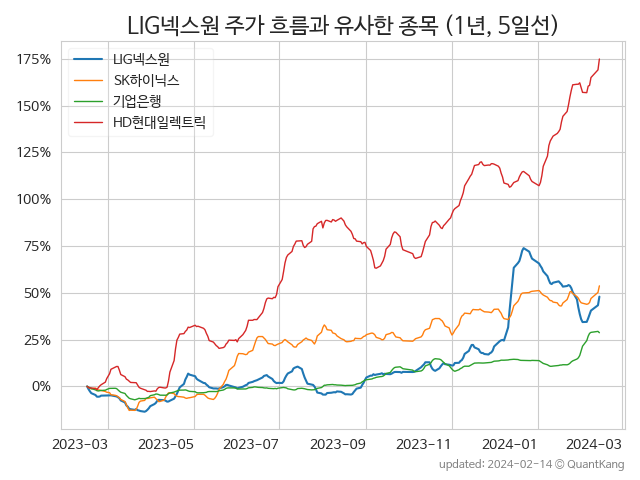 LIG넥스원 주가 흐름과 유사한 종목 (1년, 5일선)
175%
150%
125%
100%
75%
50%
25%
0%
LIG넥스원
SK하이닉스
기업은행
HD현대일렉트릭
2023-03 2023-05 2023-07 2023-09 2023-11 2024-01 2024-03
updated: 2024-02-14 © QuantKang